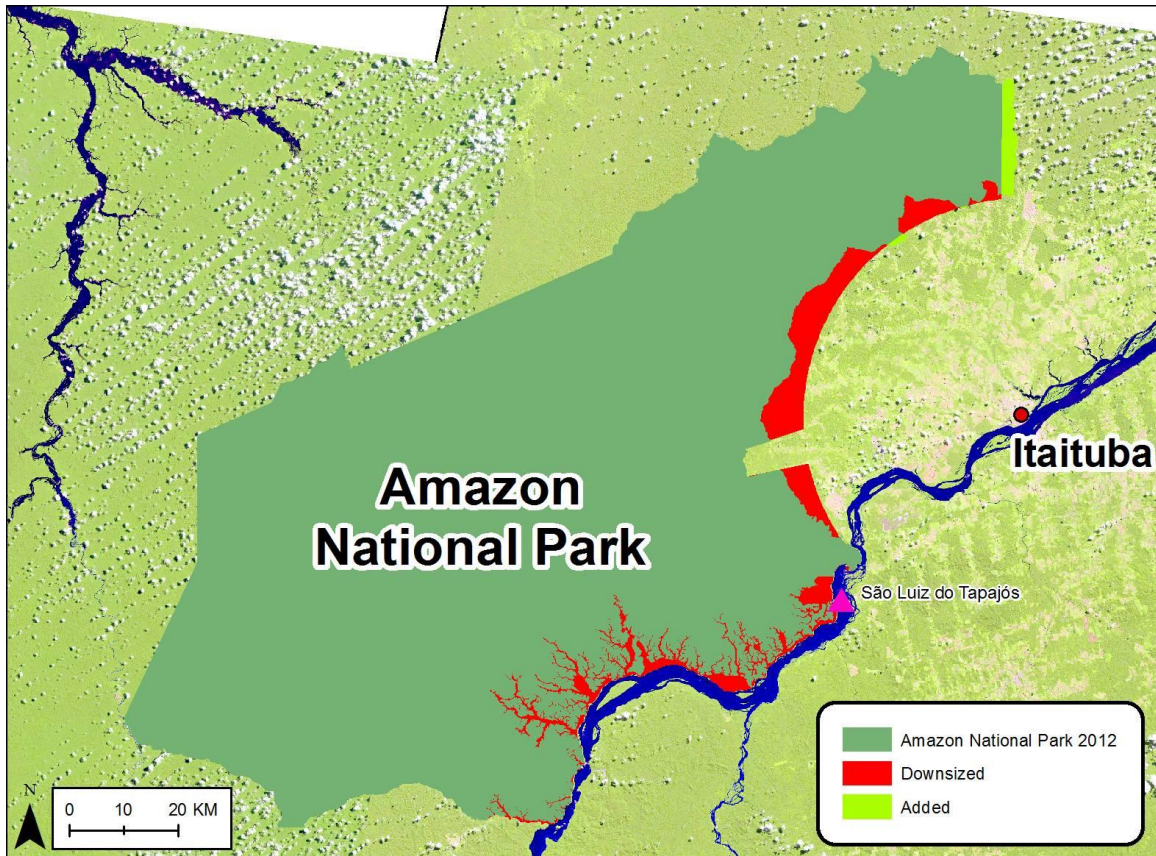 Amazon
National Park
Itaituba
São Luiz do Tapajós
N
0 10 20 KM
Amazon National Park 2012
Downsized
Added